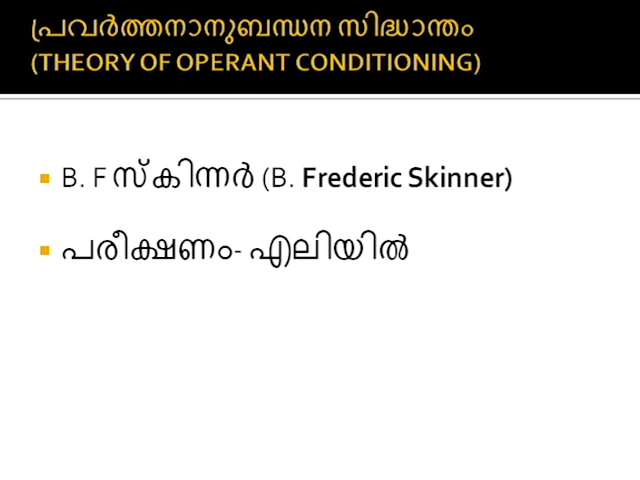 പ്രവർത്തനാനുബന്ധന സിദ്ധാന്തം
(THEORY OF OPERANT CONDITIONING)
B. F സ്കിന്നർ (B. Frederic Skinner)
പരീക്ഷണം- എലിയിൽ